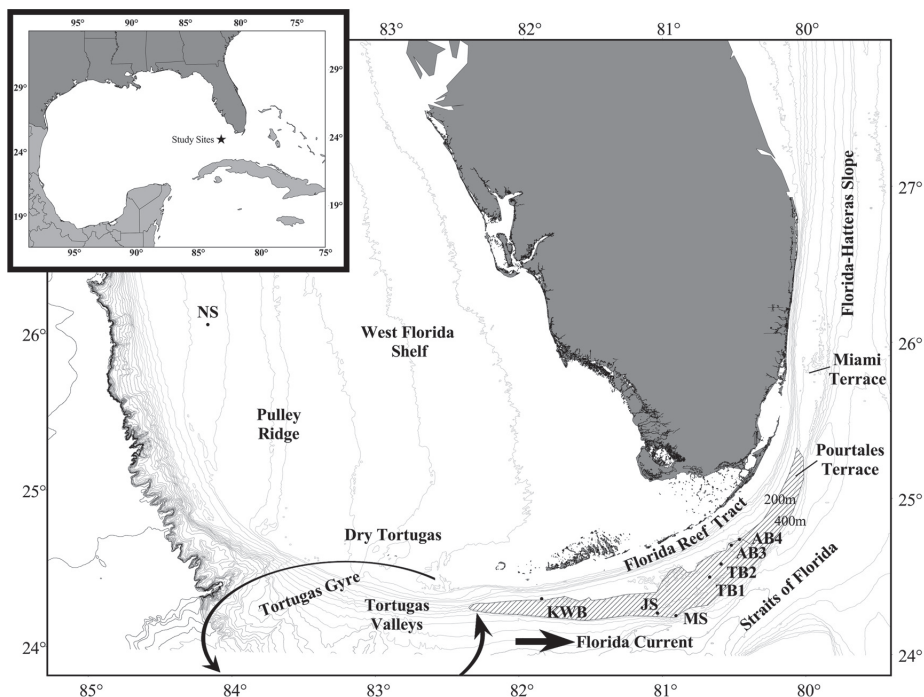 95° 90° 85° 80° 75°
29°
24°
19°
Study Sites
95° 90° 85° 80° 75°
83° 82° 81° 80°
27°
26°
25°
24°
26°
25°
24°
85° 84° 83° 82° 81° 80°
Florida-Hatteras Slope
NS
West Florida
Shelf
Miami
Terrace
Pulley
Ridge
Pourtales
Terrace
200m
400m
Dry Tortugas
Florida Reef Tract
AB4
AB3
TB2
TB1
Straits of Florida
Tortugas Gyre
Tortugas
Valleys
KWB
JS
MS
Florida Current